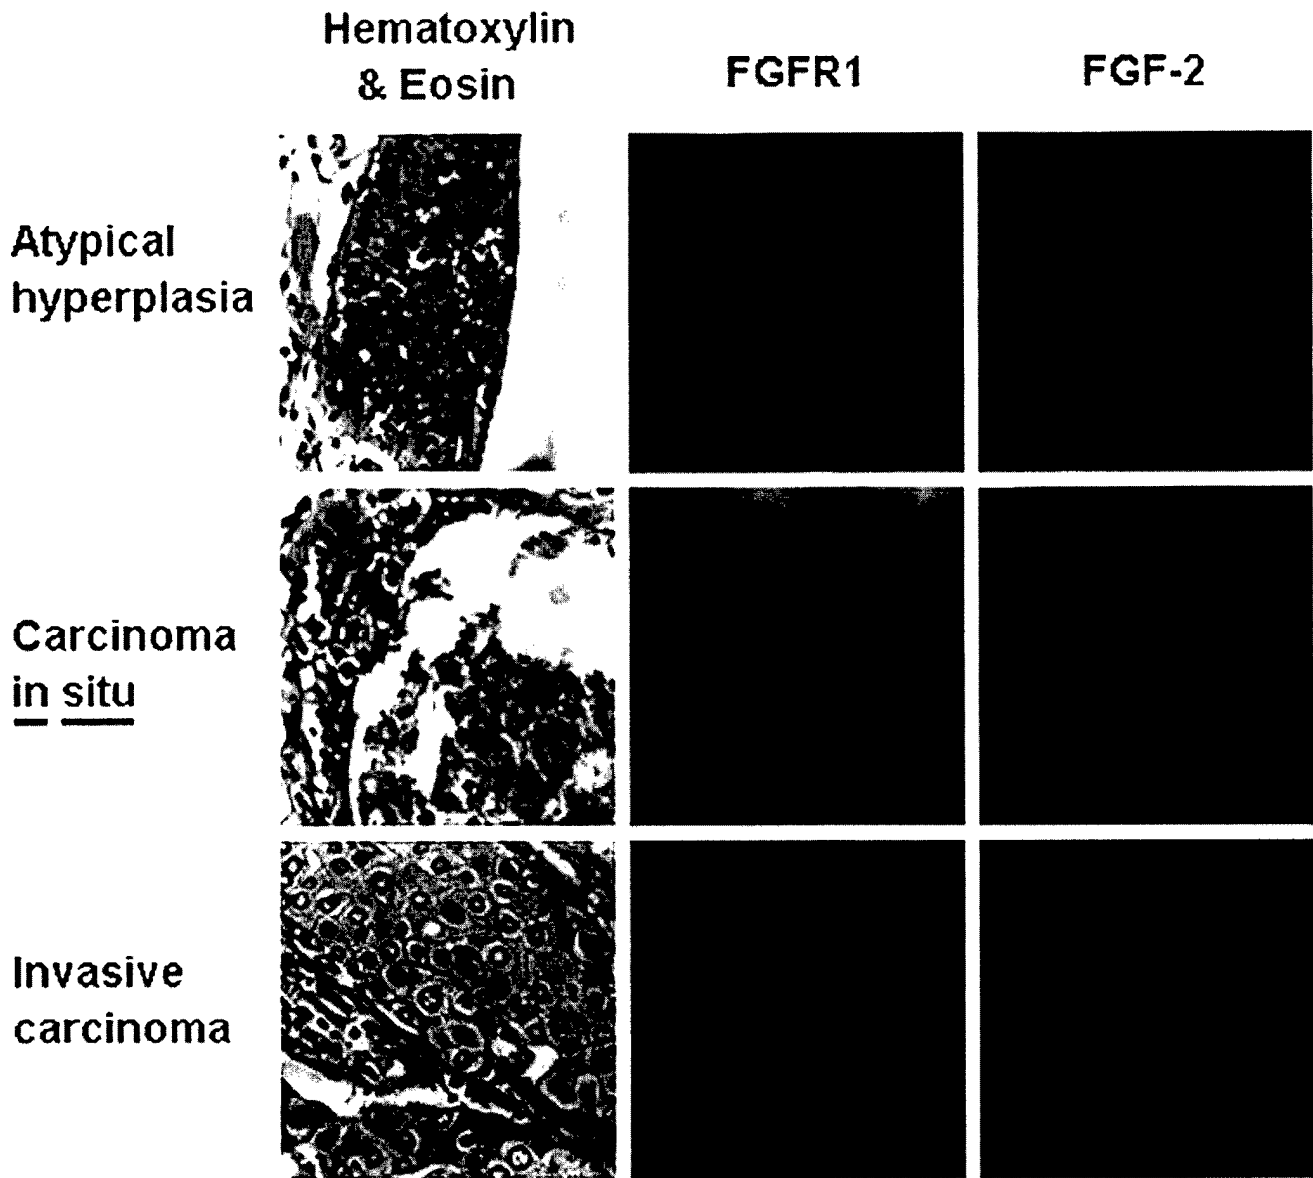 Hematoxylin
& Eosin
FGFR1
FGF-2
Atypical
hyperplasia
Carcinoma
in situ
Invasive
carcinoma